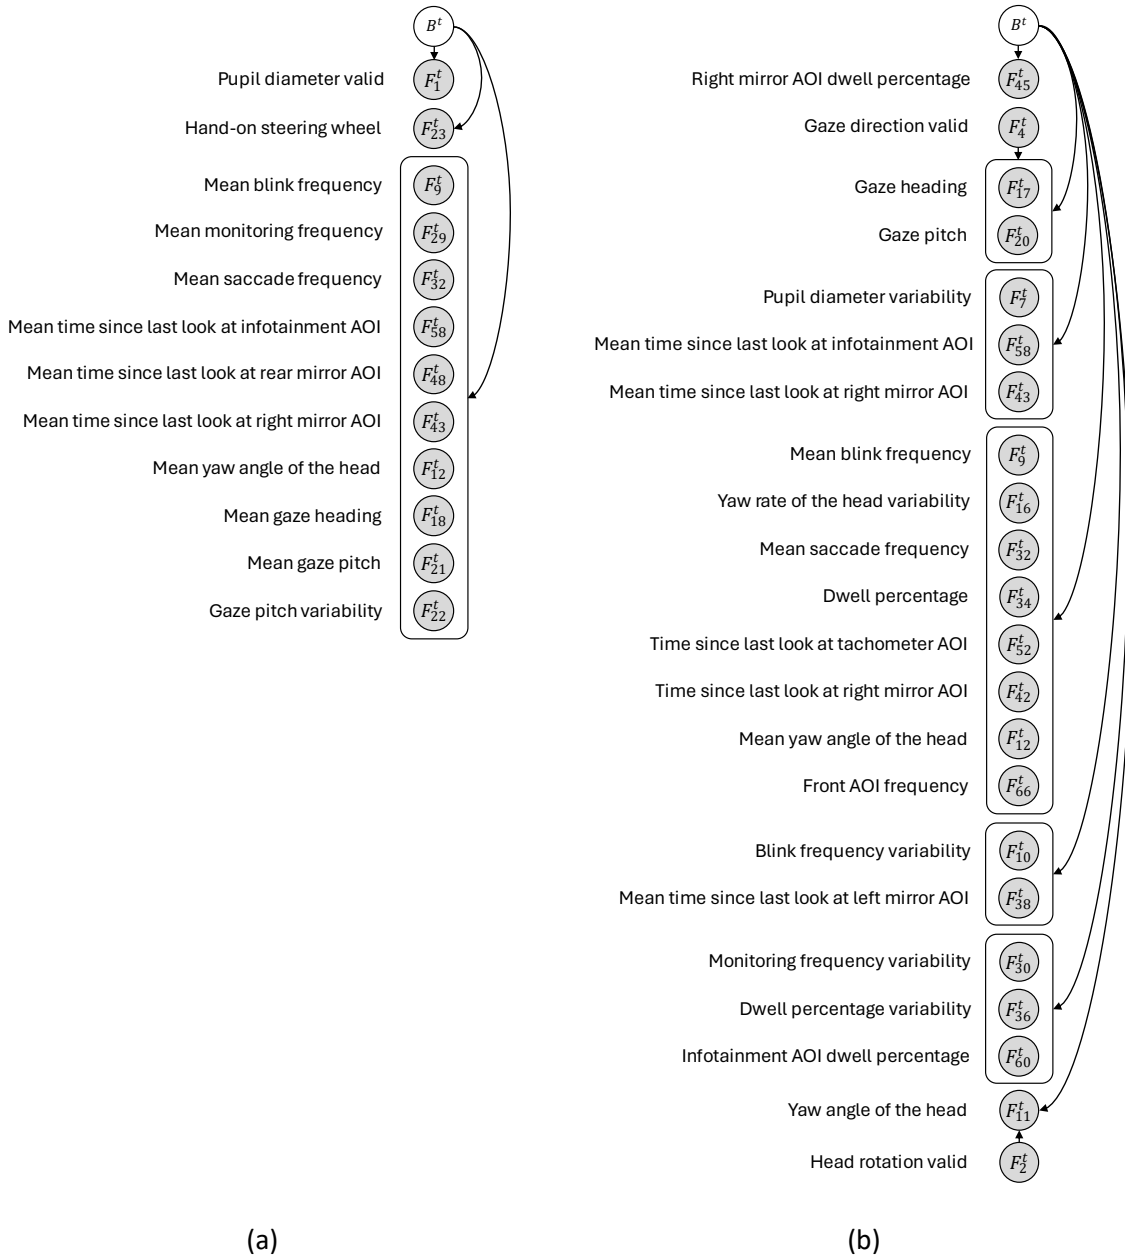 B^t
Pupil diameter valid F_1^t
Hand-on steering wheel F_23^t
Mean blink frequency F_9^t
Mean monitoring frequency F_29^t
Mean saccade frequency F_32^t
Mean time since last look at infotainment AOI F_58^t
Mean time since last look at rear mirror AOI F_48^t
Mean time since last look at right mirror AOI F_43^t
Mean yaw angle of the head F_12^t
Mean gaze heading F_18^t
Mean gaze pitch F_21^t
Gaze pitch variability F_22^t
(a)
B^t
Right mirror AOI dwell percentage F_45^t
Gaze direction valid F_4^t
Gaze heading F_17^t
Gaze pitch F_20^t
Pupil diameter variability F_7^t
Mean time since last look at infotainment AOI F_58^t
Mean time since last look at right mirror AOI F_43^t
Mean blink frequency F_9^t
Yaw rate of the head variability F_16^t
Mean saccade frequency F_32^t
Dwell percentage F_34^t
Time since last look at tachometer AOI F_52^t
Time since last look at right mirror AOI F_42^t
Mean yaw angle of the head F_12^t
Front AOI frequency F_66^t
Blink frequency variability F_10^t
Mean time since last look at left mirror AOI F_38^t
Monitoring frequency variability F_30^t
Dwell percentage variability F_36^t
Infotainment AOI dwell percentage F_60^t
Yaw angle of the head F_11^t
Head rotation valid F_2^t
(b)